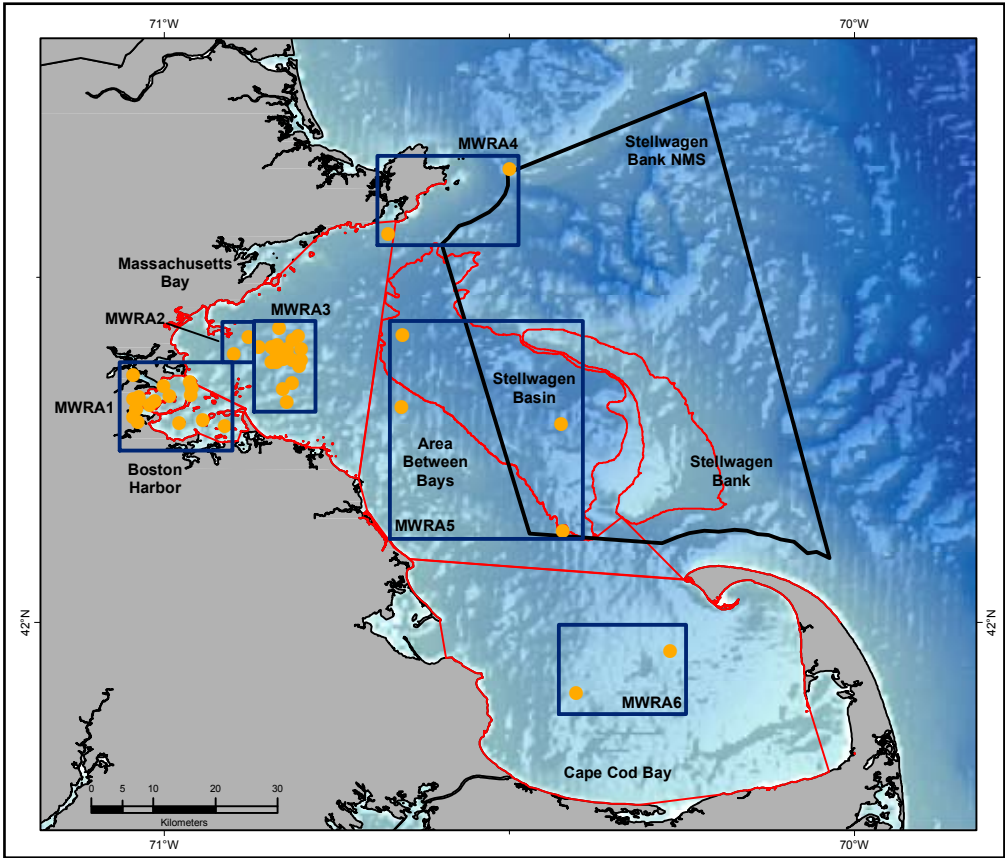 71°W
70°W
MWRA4
Stellwagen
Bank NMS
Massachusetts
Bay
MWRA2
MWRA3
MWRA1
Stellwagen
Basin
Area
Between
Bays
Stellwagen
Bank
Boston
Harbor
MWRA5
42°N
42°N
MWRA6
Cape Cod Bay
0 5 10 20 30
Kilometers
71°W
70°W